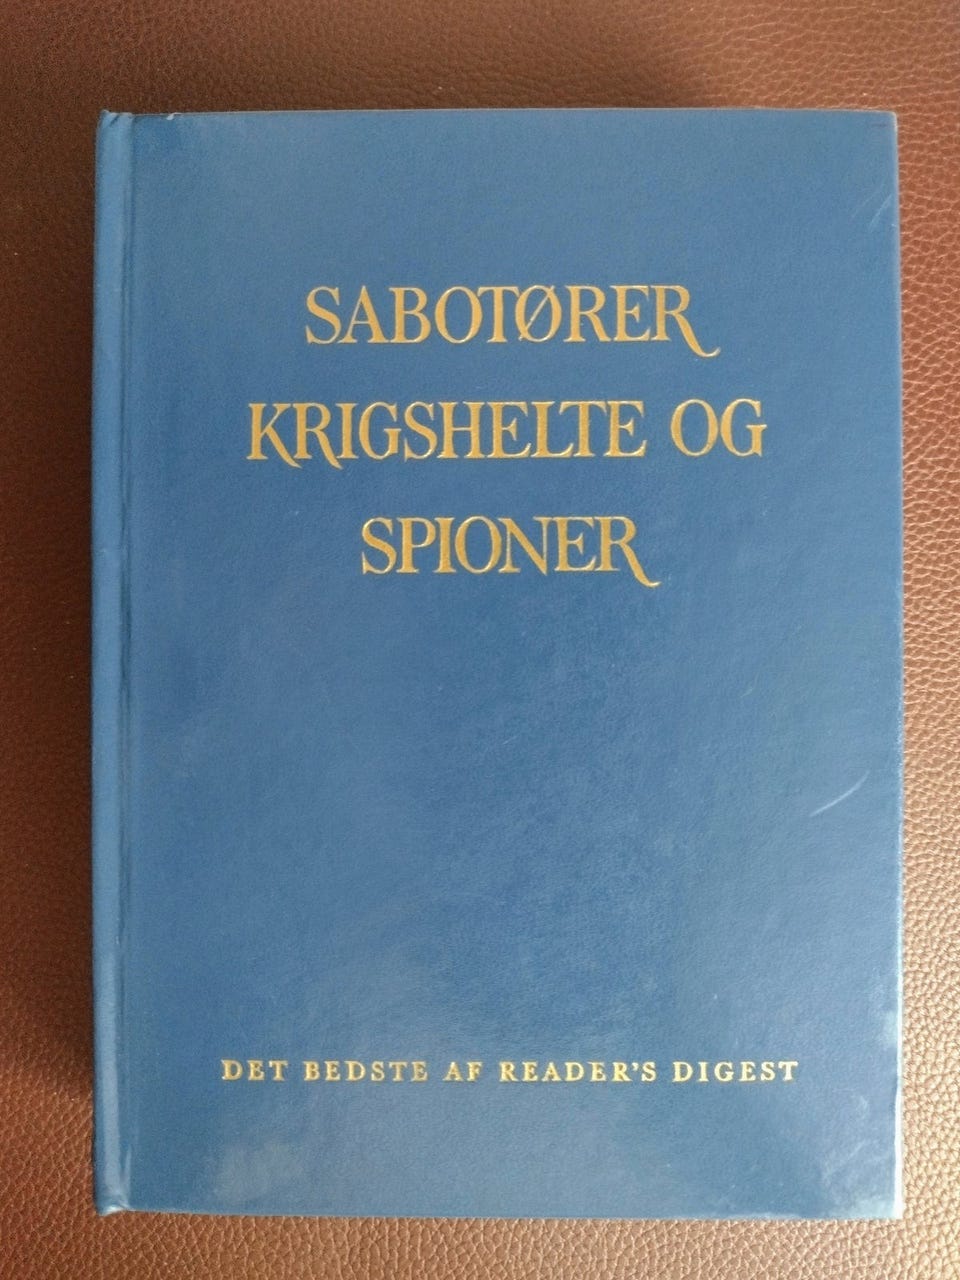 SABOTØRER
KRIGSHELTE OG
SPIONER
DET BEDSTE AF READER'S DIGEST